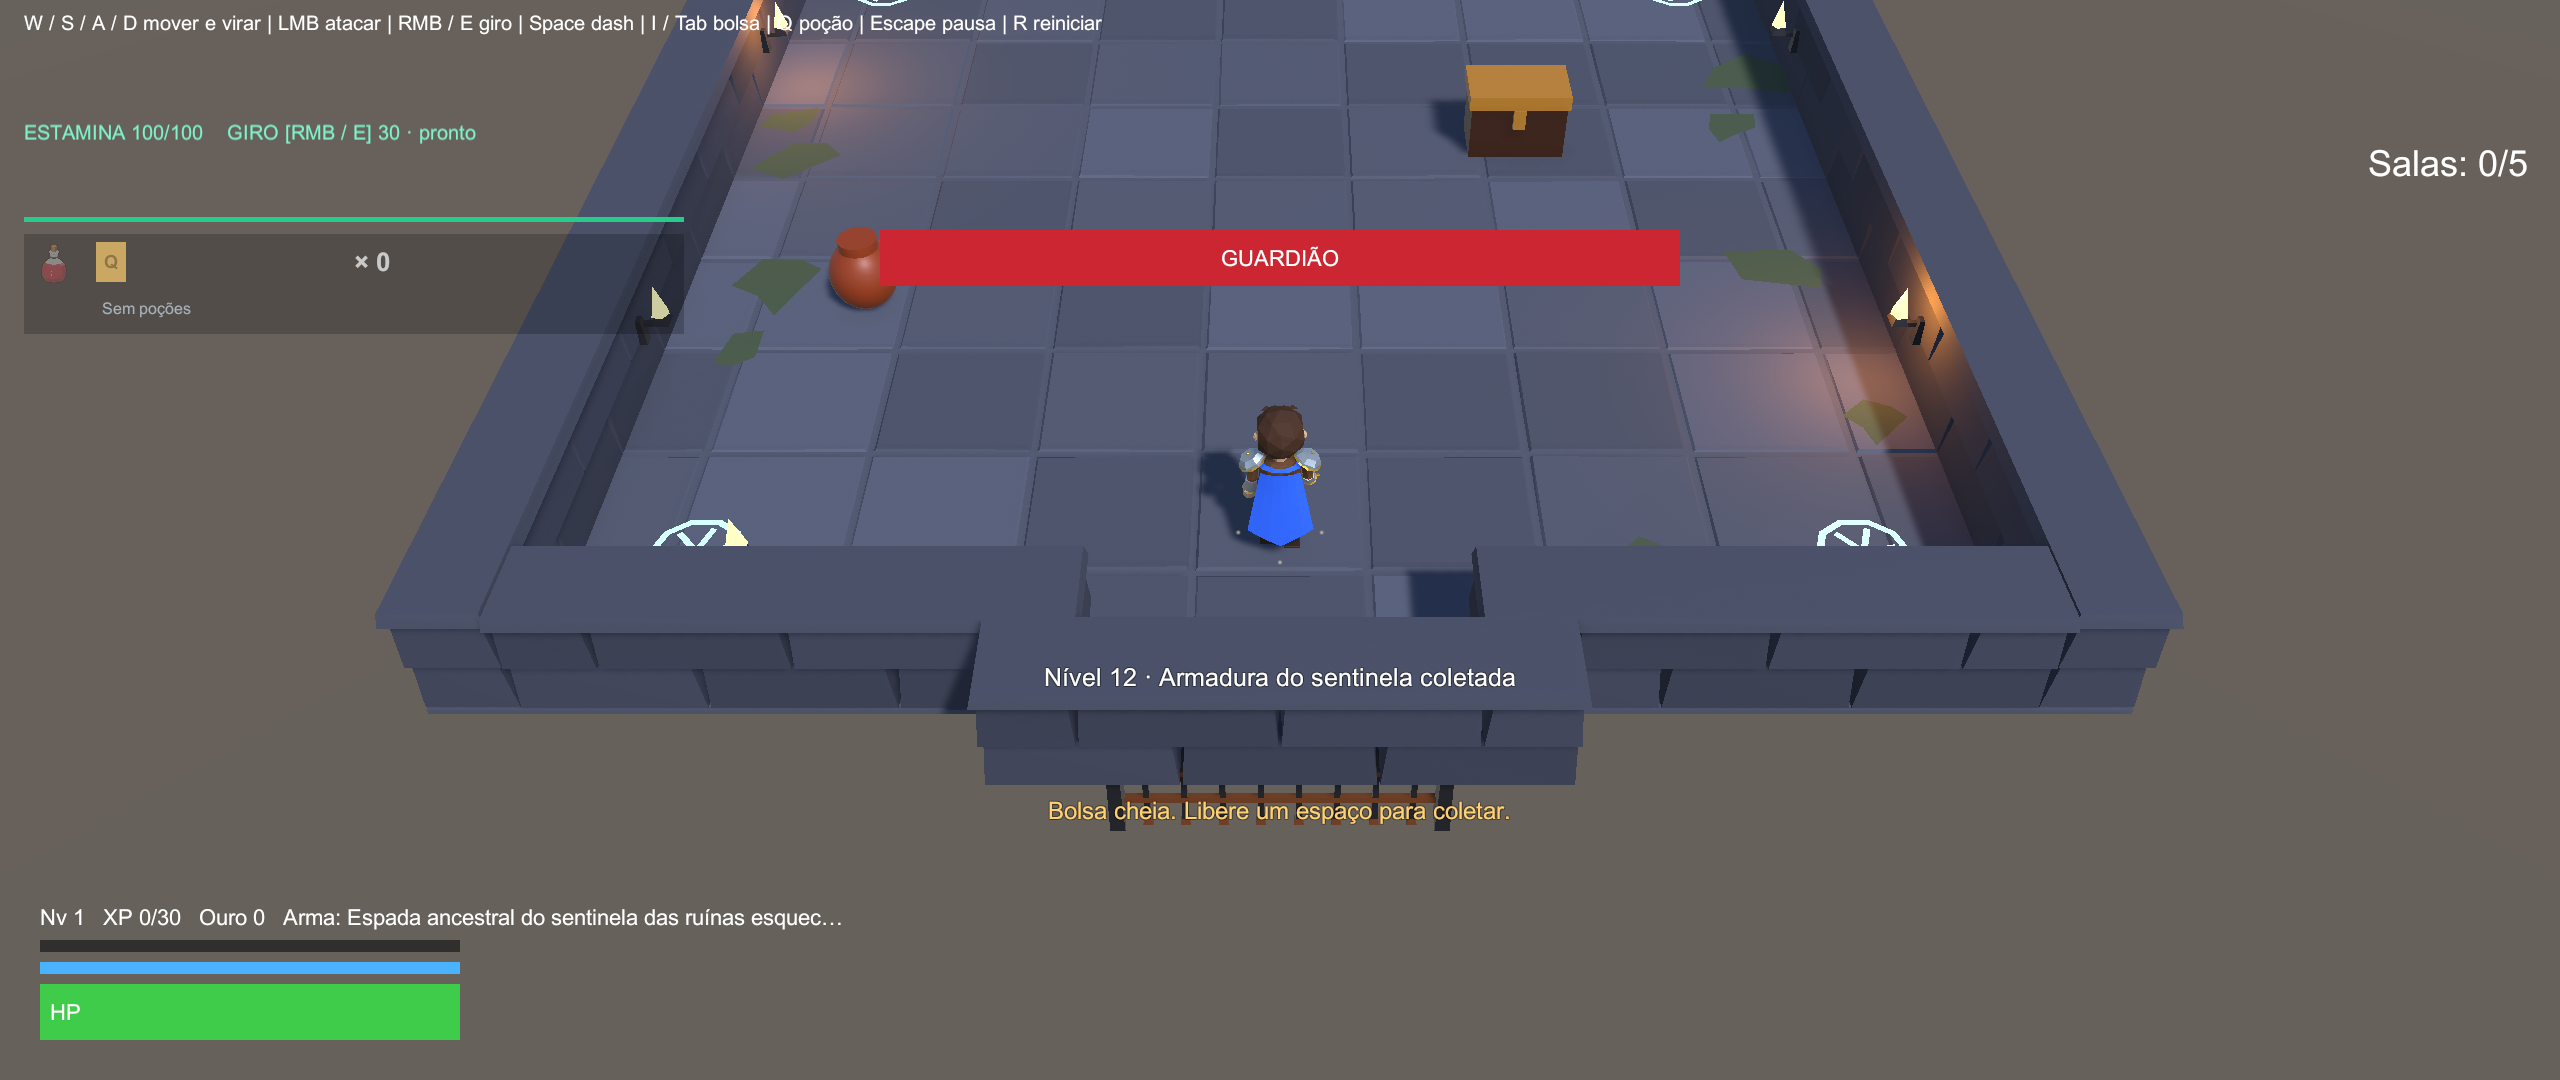 W / S / A / D mover e virar | LMB atacar | RMB / E giro | Space dash | I / Tab bolsa | Q poção | Escape pausa | R reiniciar
ESTAMINA 100/100 GIRO [RMB / E] 30 · pronto
Salas: 0/5
Q × 0
Sem poções
GUARDIÃO
Nível 12 · Armadura do sentinela coletada
Bolsa cheia. Libere um espaço para coletar.
Nv 1 XP 0/30 Ouro 0 Arma: Espada ancestral do sentinela das ruínas esquec…
HP